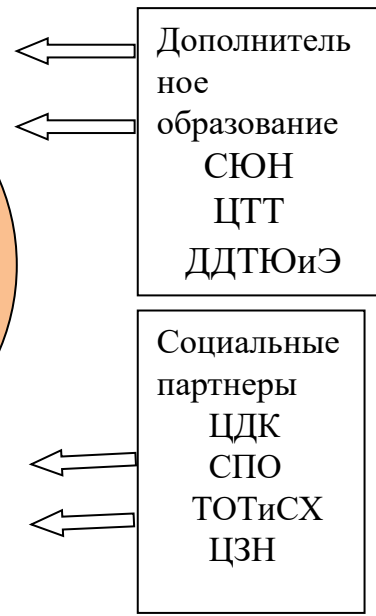 Дополнитель
ное
образование
СЮН
ЦТТ
ДДТЮиЭ
Социальные
партнеры
ЦДК
СПО
ТОТиСХ
ЦЗН